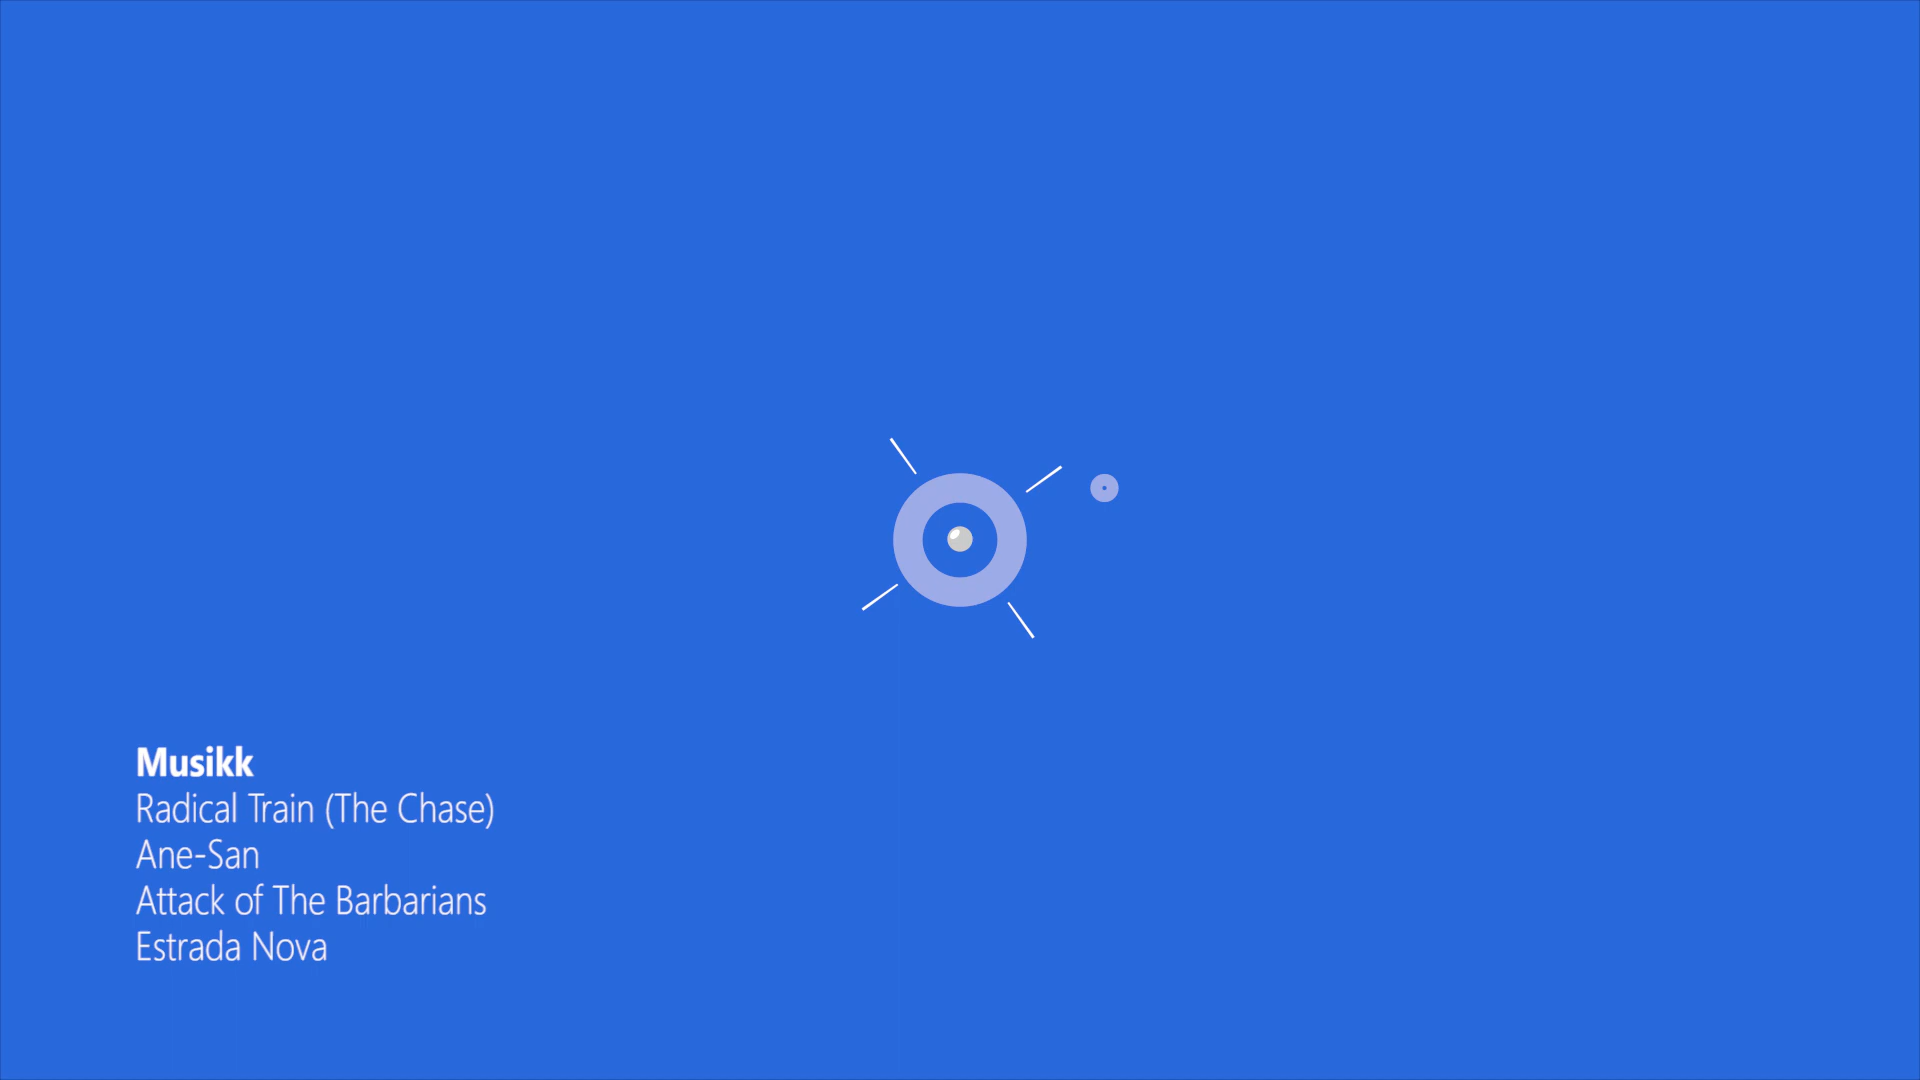 Musikk
Radical Train (The Chase)
Ane-San
Attack of The Barbarians
Estrada Nova